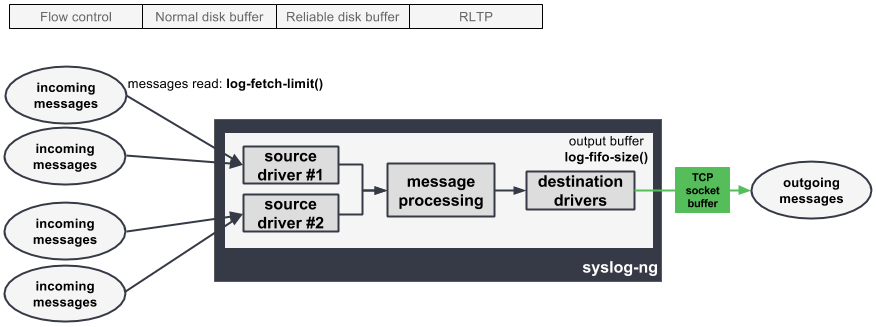 Flow control
Normal disk buffer
Reliable disk buffer
RLTP
incoming
messages
messages read: log-fetch-limit()
incoming
messages
incoming
messages
incoming
messages
source
driver #1
source
driver #2
message
processing
output buffer
log-fifo-size()
destination
drivers
TCP
socket
buffer
outgoing
messages
syslog-ng